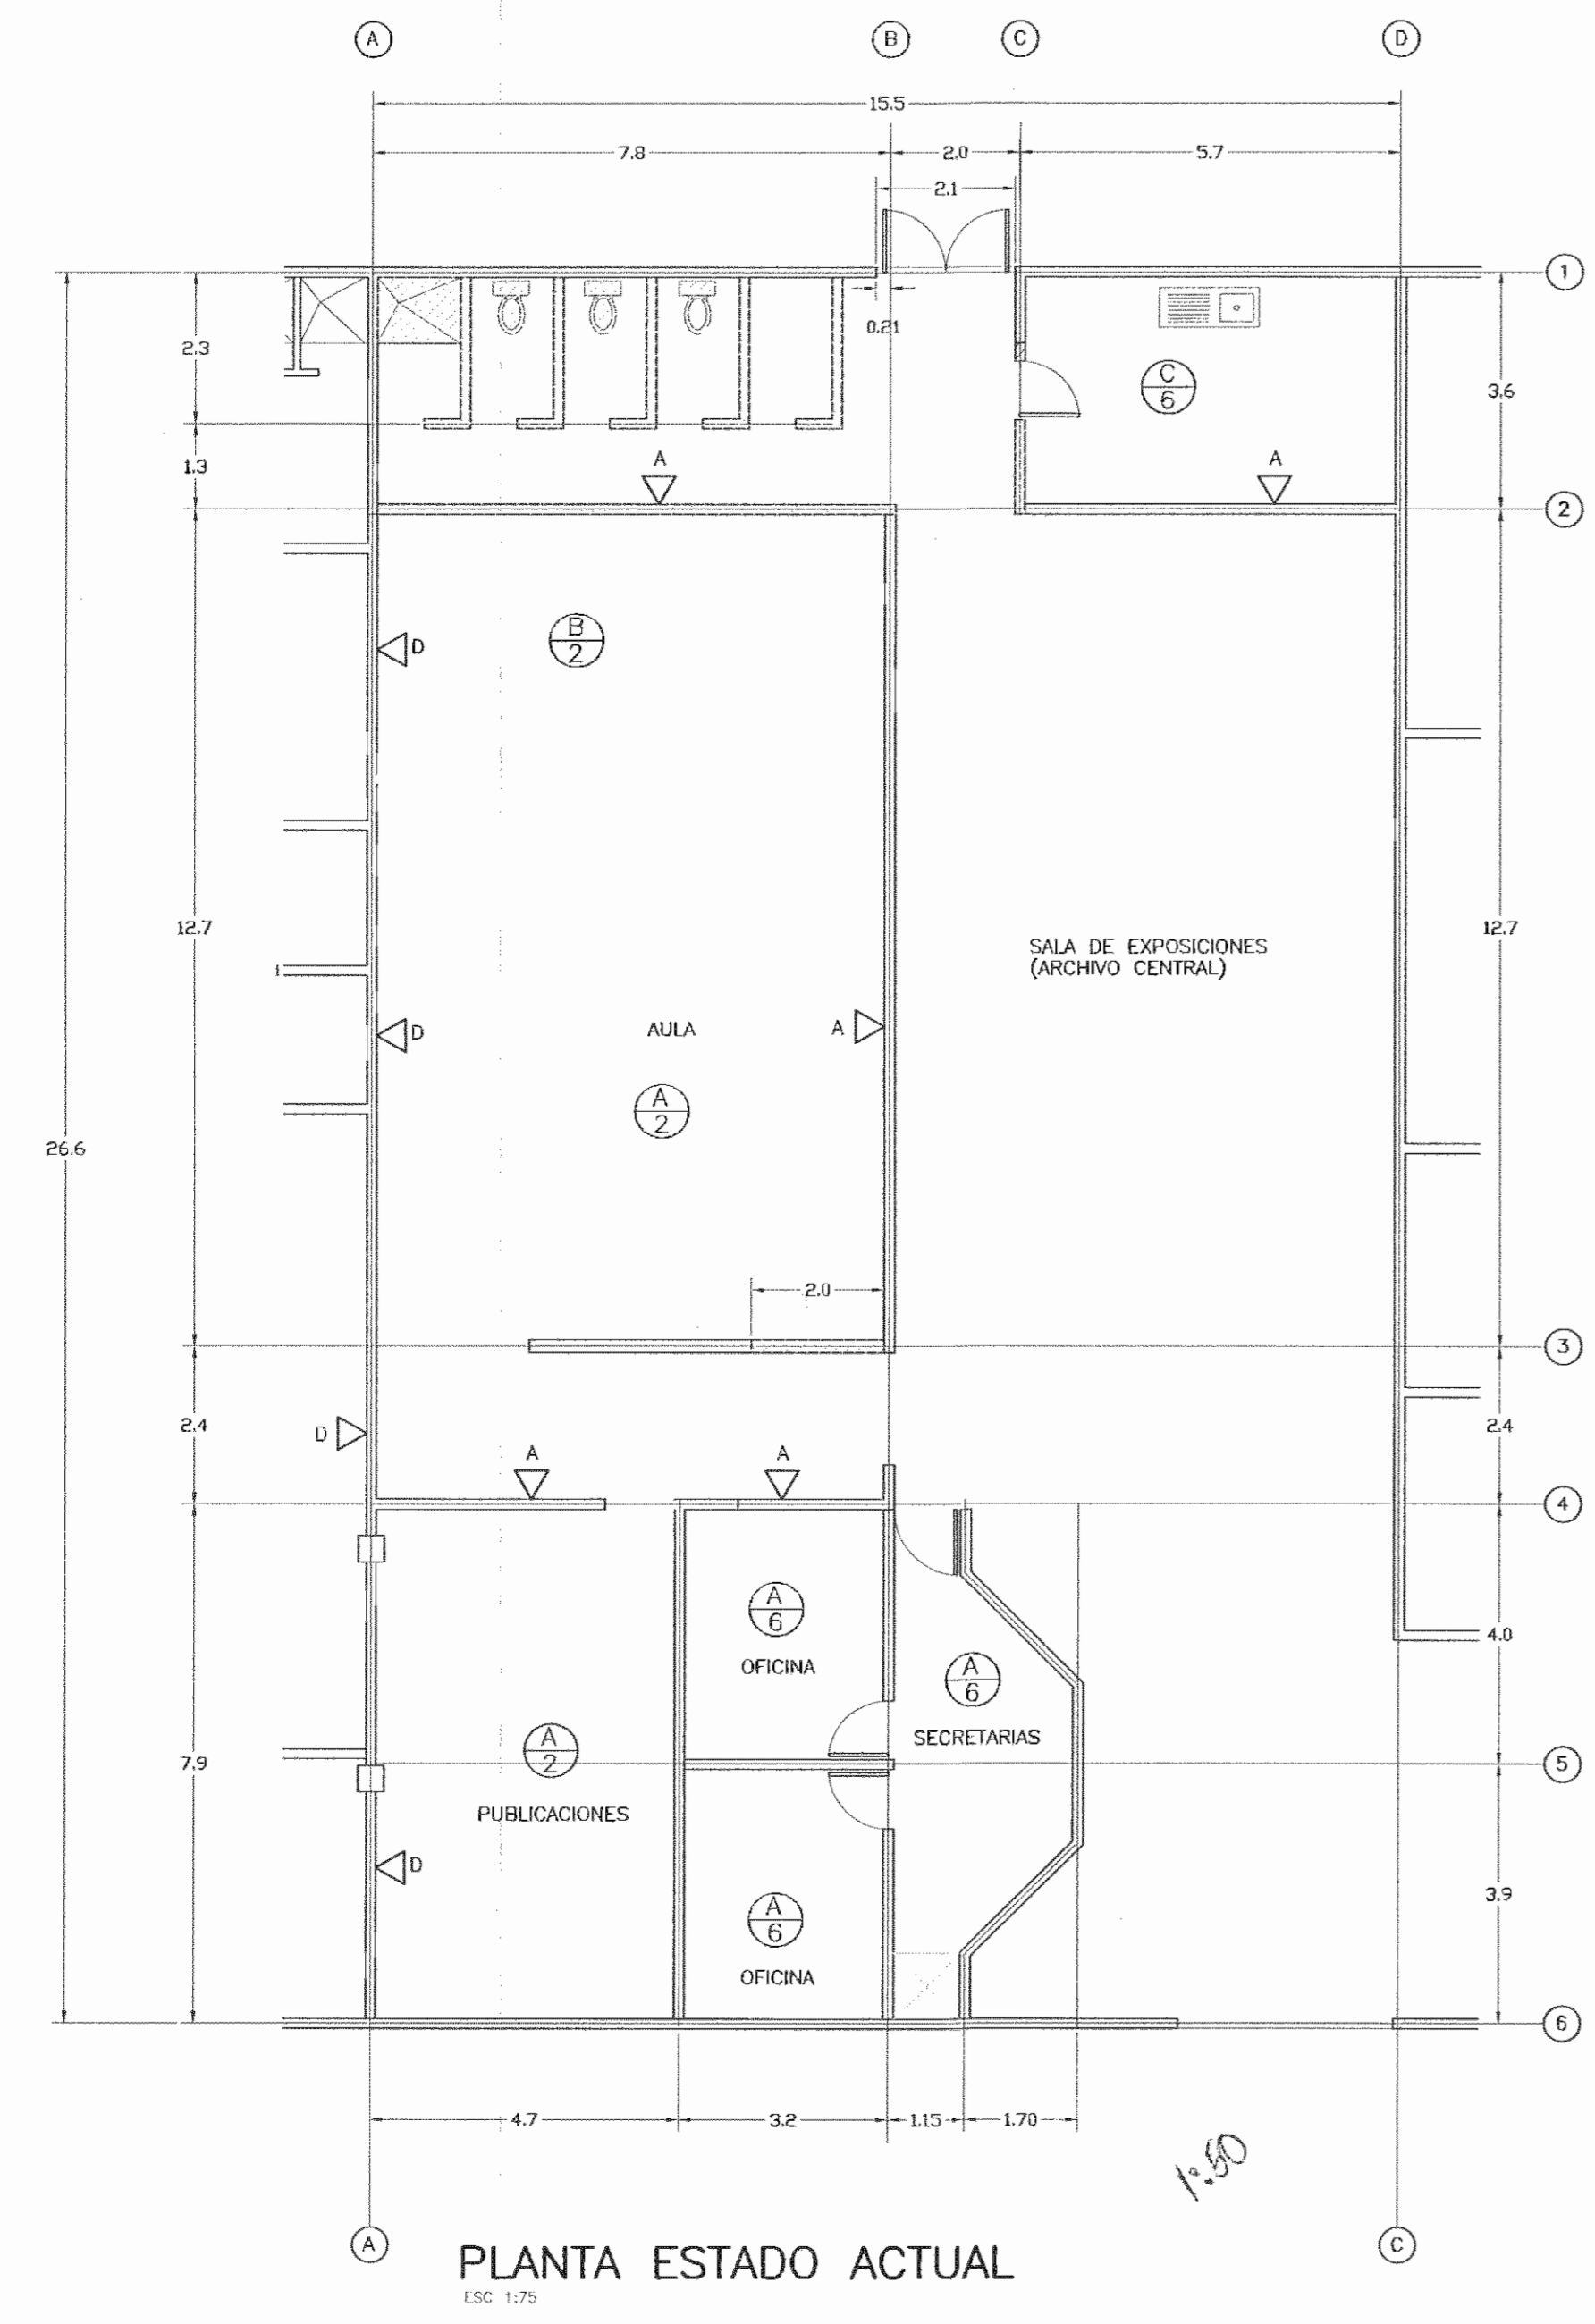 A B C D
15.5
7.8 2.0 5.7
2.1
1
0.21
2.3
C
6
3.6
1.3
A A
2
B
2
D
12.7 12.7
SALA DE EXPOSICIONES
(ARCHIVO CENTRAL)
D AULA A
A
2
26.6
2.0
3
2.4 2.4
D
A A
4
A
6
OFICINA
4.0
A
6
SECRETARIAS
A
2
7.9
5
PUBLICACIONES
D
3.9
A
6
OFICINA
6
4.7 3.2 1.15 1.70
1:50
A C
PLANTA ESTADO ACTUAL
ESC 1:75